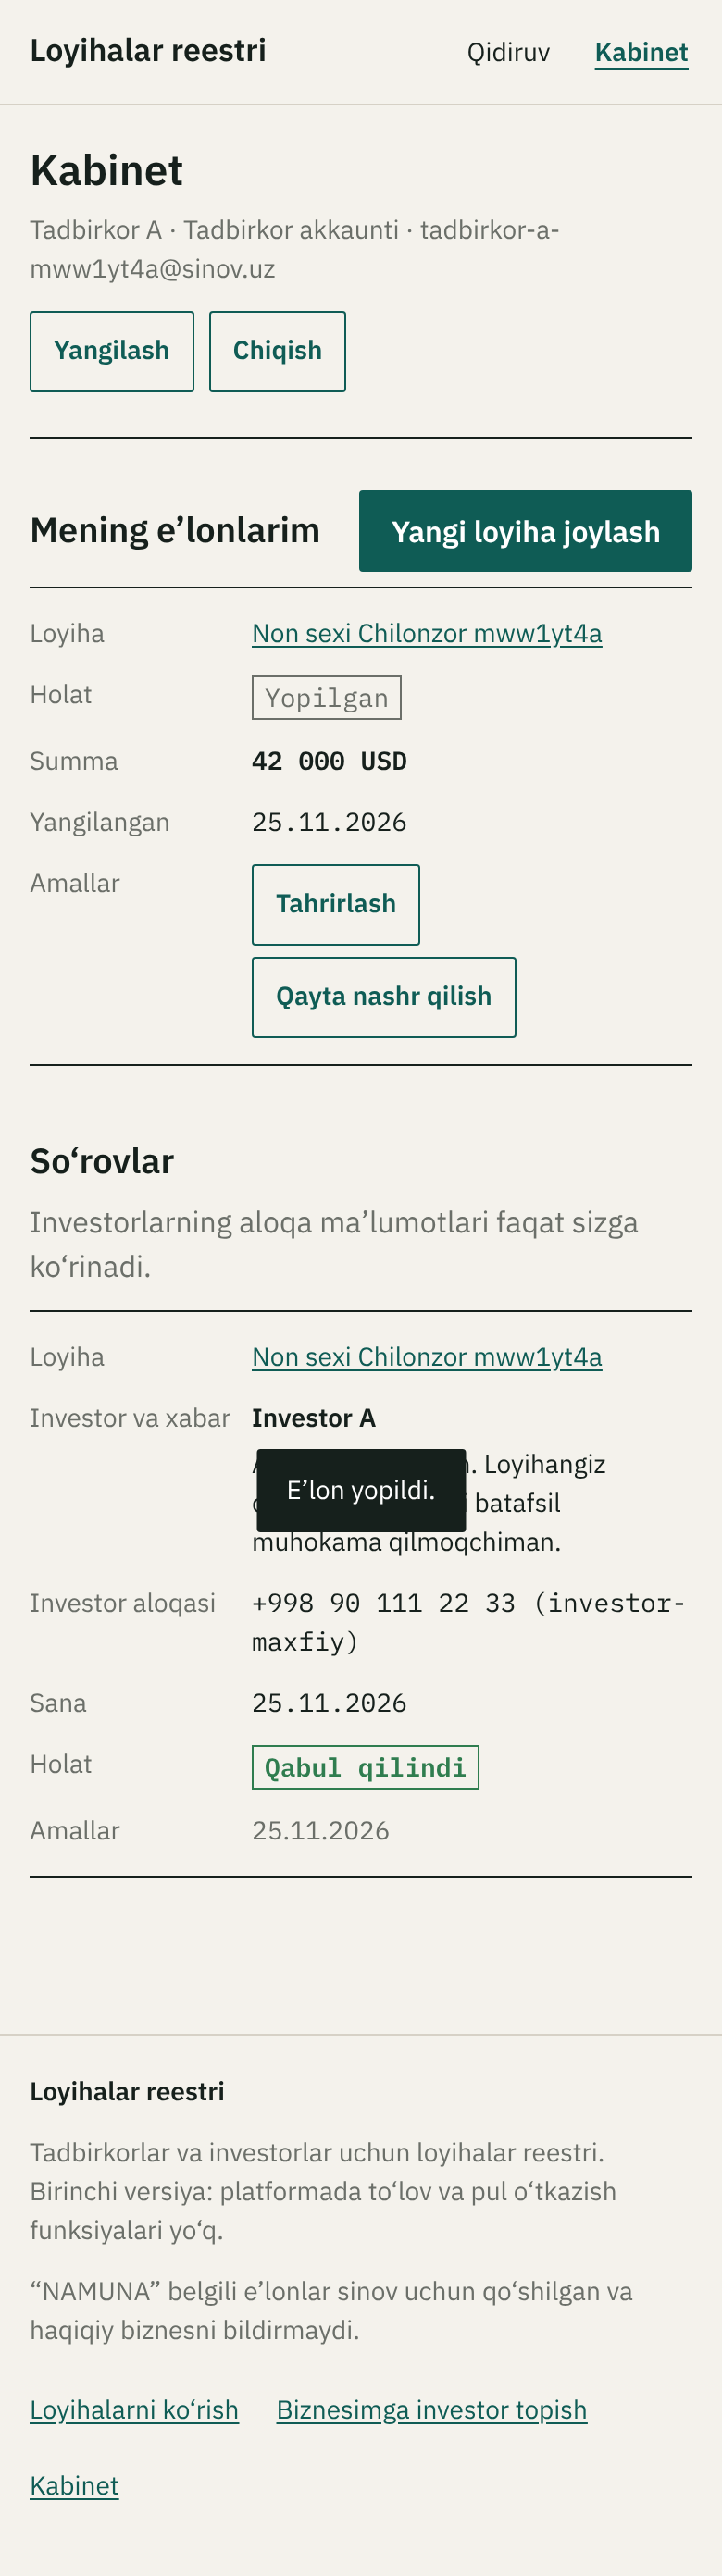 Loyihalar reestri
Qidiruv
Kabinet
Kabinet
Tadbirkor A · Tadbirkor akkaunti · tadbirkor-a-
mww1yt4a@sinov.uz
Yangilash
Chiqish
Mening e’lonlarim
Yangi loyiha joylash
Loyiha
Non sexi Chilonzor mww1yt4a
Holat
Yopilgan
Summa
42 000 USD
Yangilangan
25.11.2026
Amallar
Tahrirlash
Qayta nashr qilish
So‘rovlar
Investorlarning aloqa ma’lumotlari faqat sizga
ko‘rinadi.
Loyiha
Non sexi Chilonzor mww1yt4a
Investor va xabar
Investor A
Loyihangiz
batafsil
muhokama qilmoqchiman.
E’lon yopildi.
Investor aloqasi
+998 90 111 22 33 (investor-
maxfiy)
Sana
25.11.2026
Holat
Qabul qilindi
Amallar
25.11.2026
Loyihalar reestri
Tadbirkorlar va investorlar uchun loyihalar reestri.
Birinchi versiya: platformada to‘lov va pul o‘tkazish
funksiyalari yo‘q.
“NAMUNA” belgili e’lonlar sinov uchun qo‘shilgan va
haqiqiy biznesni bildirmaydi.
Loyihalarni ko‘rish
Biznesimga investor topish
Kabinet